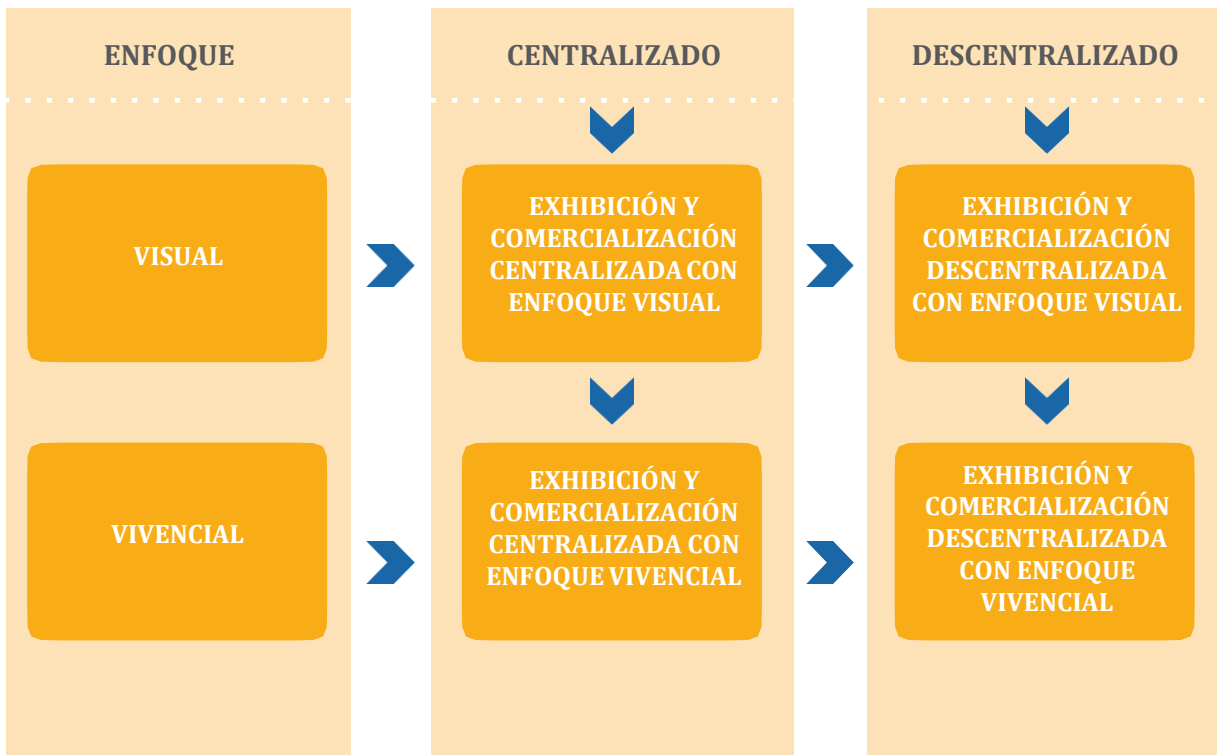 ENFOQUE
CENTRALIZADO
DESCENTRALIZADO
VISUAL
EXHIBICIÓN Y
COMERCIALIZACIÓN
CENTRALIZADA CON
ENFOQUE VISUAL
EXHIBICIÓN Y
COMERCIALIZACIÓN
DESCENTRALIZADA
CON ENFOQUE VISUAL
VIVENCIAL
EXHIBICIÓN Y
COMERCIALIZACIÓN
CENTRALIZADA CON
ENFOQUE VIVENCIAL
EXHIBICIÓN Y
COMERCIALIZACIÓN
DESCENTRALIZADA
CON ENFOQUE
VIVENCIAL